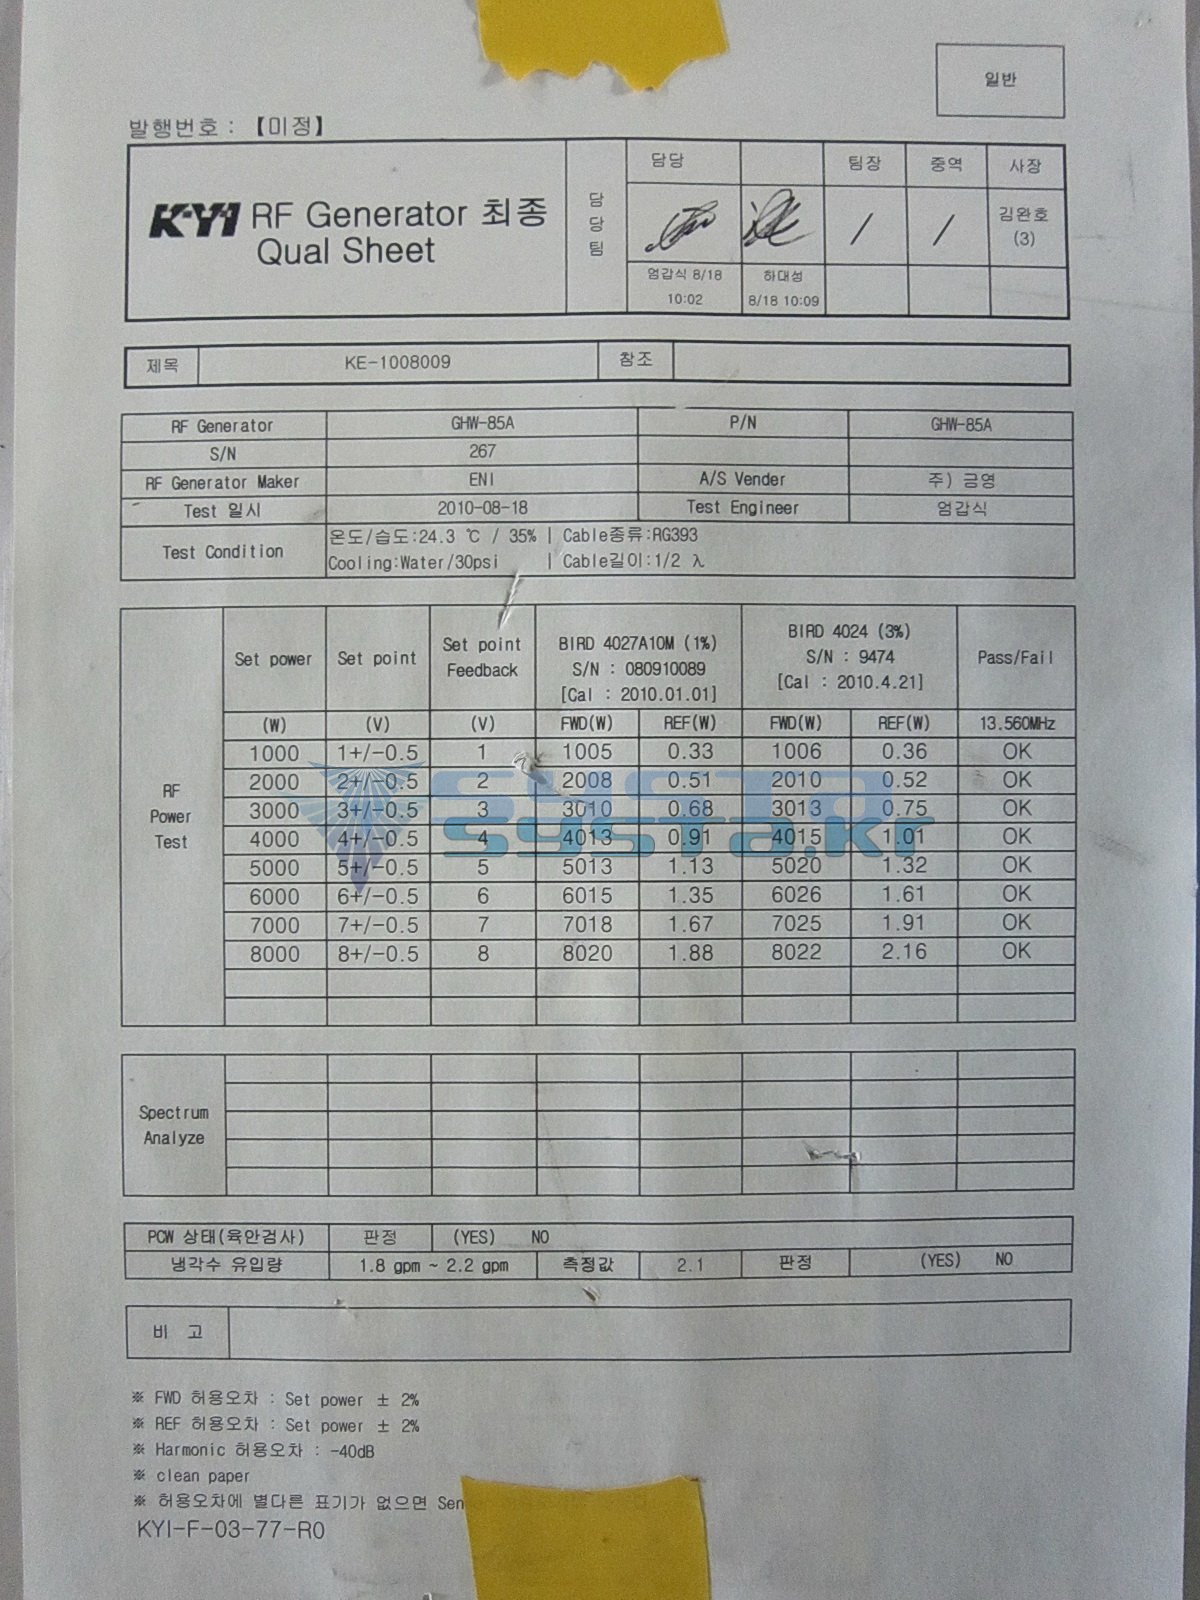 일반
발행번호 : 【미정】
KYI RF Generator 최종
Qual Sheet
담당팀
담당 팀장 중역 사장
/ / 김완호
(3)
엄갑식 8/18 하대성
10:02 8/18 10:09
제목 KE-1008009 참조
RF Generator GHW-85A P/N GHW-85A
S/N 267
RF Generator Maker ENI A/S Vender 주) 금영
Test 일시 2010-08-18 Test Engineer 엄갑식
Test Condition
온도/습도:24.3 ℃ / 35% | Cable종류:RG393
Cooling:Water/30psi | Cable길이:1/2 λ
RF
Power
Test
Set power Set point Set point
Feedback
BIRD 4027A10M (1%)
S/N : 080910089
[Cal : 2010.01.01]
BIRD 4024 (3%)
S/N : 9474
[Cal : 2010.4.21]
Pass/Fail
(W) (V) (V) FWD(W) REF(W) FWD(W) REF(W) 13.560MHz
1000 1+/-0.5 1 1005 0.33 1006 0.36 OK
2000 2+/-0.5 2 2008 0.51 2010 0.52 OK
3000 3+/-0.5 3 3010 0.68 3013 0.75 OK
4000 4+/-0.5 4 4013 0.91 4015 1.01 OK
5000 5+/-0.5 5 5013 1.13 5020 1.32 OK
6000 6+/-0.5 6 6015 1.35 6026 1.61 OK
7000 7+/-0.5 7 7018 1.67 7025 1.91 OK
8000 8+/-0.5 8 8020 1.88 8022 2.16 OK
SYSTA
systa.kr
Spectrum
Analyze
PCW 상태(육안검사) 판정 (YES) NO
냉각수 유입량 1.8 gpm ~ 2.2 gpm 측정값 2.1 판정 (YES) NO
비 고
※ FWD 허용오차 : Set power ± 2%
※ REF 허용오차 : Set power ± 2%
※ Harmonic 허용오차 : -40dB
※ clean paper
※ 허용오차에 별다른 표기가 없으면 Sen
KYI-F-03-77-R0